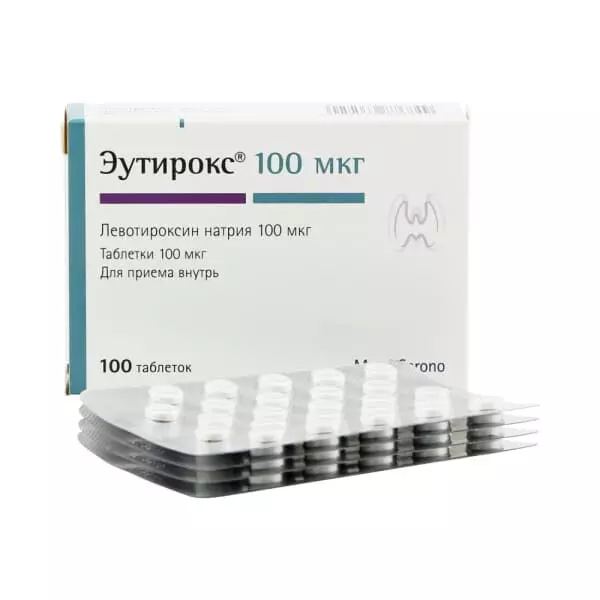 Эутирокс® 100 мкг
Левотироксин натрия 100 мкг
Таблетки 100 мкг
Для приема внутрь
100 таблеток